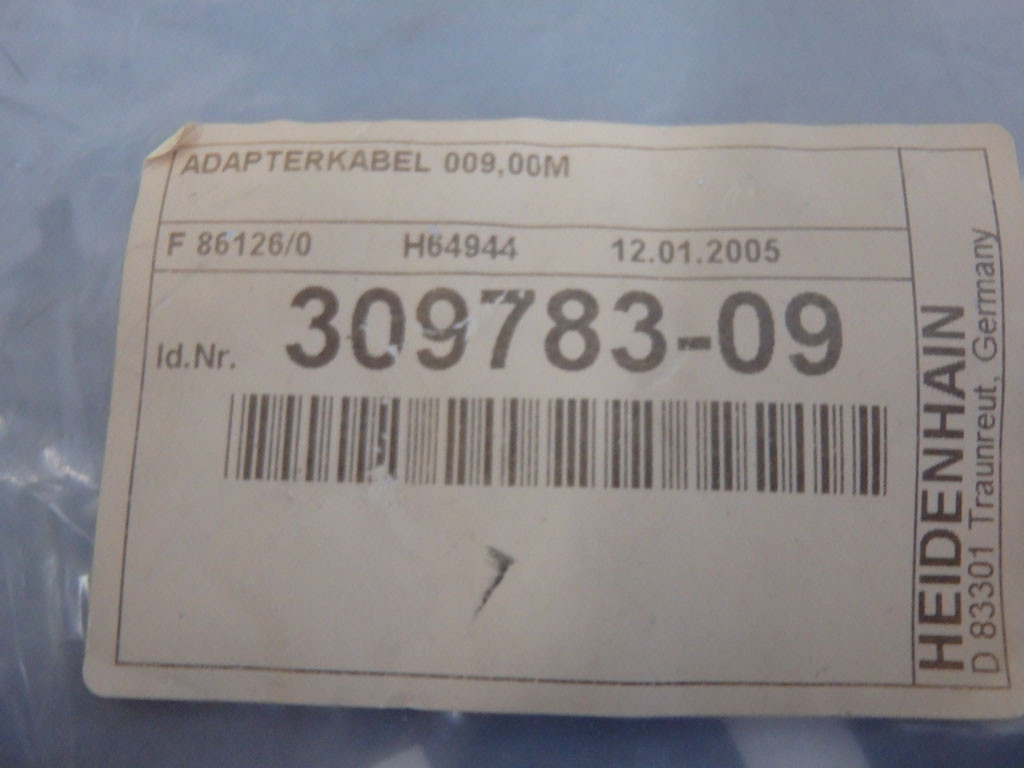 ADAPTERKABEL 009,00M
F 86126/0 H64944 12.01.2005
Id.Nr. 309783-09
HEIDENHAIN
D 83301 Traunreut, Germany